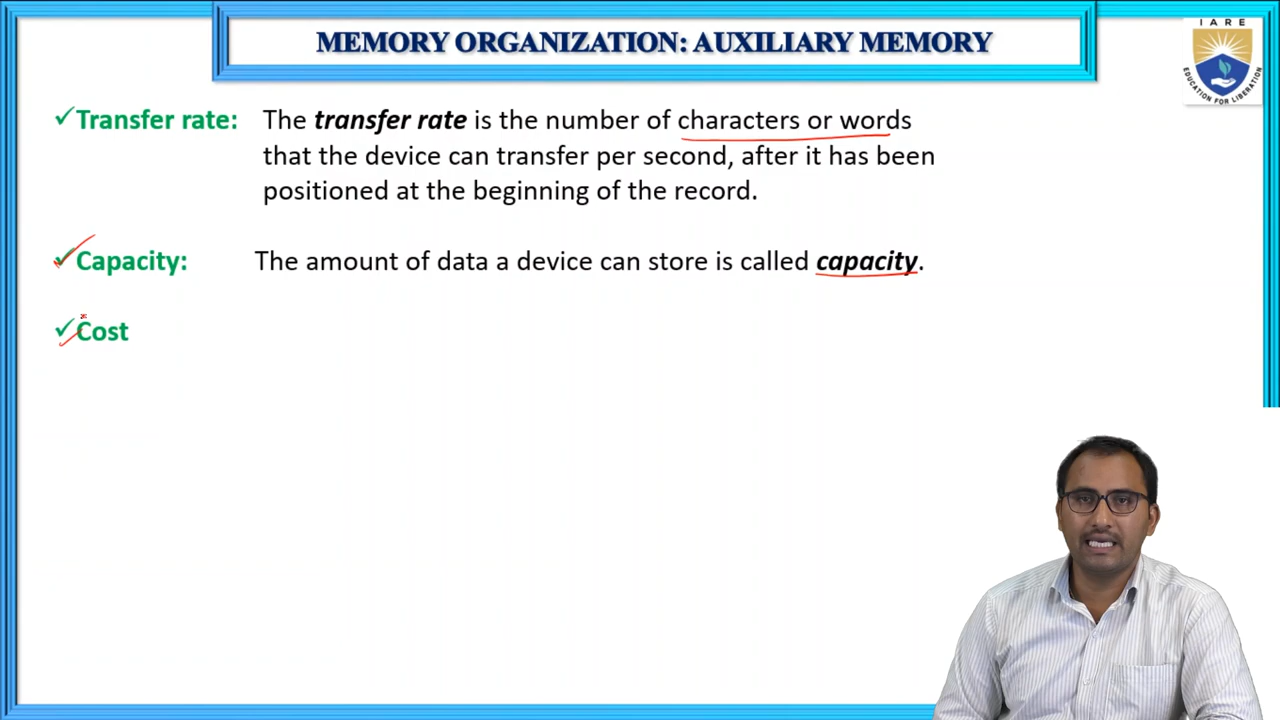 MEMORY ORGANIZATION: AUXILIARY MEMORY
IARE
EDUCATION FOR LIBERATION
✓Transfer rate: The transfer rate is the number of characters or words
that the device can transfer per second, after it has been
positioned at the beginning of the record.
✓Capacity: The amount of data a device can store is called capacity.
✓Cost